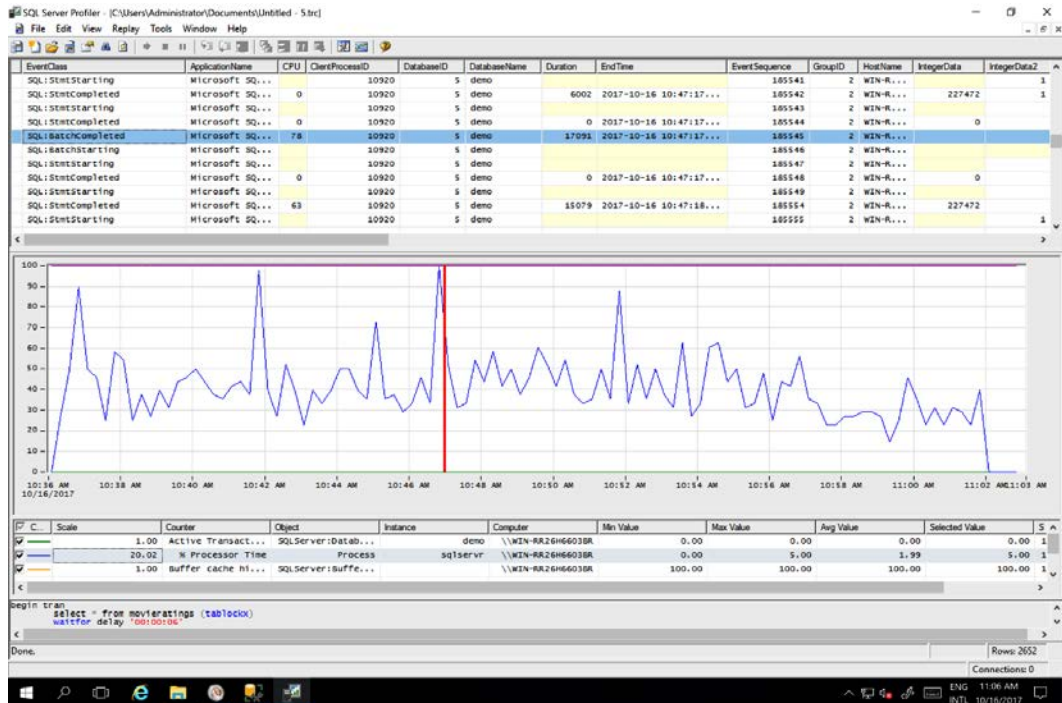 SQL Server Profiler - [C:\Users\Administrator\Documents\Untitled - 5.trc]
File Edit View Replay Tools Window Help
EventClass ApplicationName CPU ClientProcessID DatabaseID DatabaseName Duration EndTime EventSequence GroupID HostName IntegerData IntegerData2
SQL:StmtStarting Microsoft SQ... 10920 5 demo 185541 2 WIN-R... 1
SQL:StmtCompleted Microsoft SQ... 0 10920 5 demo 6002 2017-10-16 10:47:17... 185542 2 WIN-R... 227472 1
SQL:StmtStarting Microsoft SQ... 10920 5 demo 185543 2 WIN-R...
SQL:StmtCompleted Microsoft SQ... 0 10920 5 demo 0 2017-10-16 10:47:17... 185544 2 WIN-R... 0
SQL:BatchCompleted Microsoft SQ... 78 10920 5 demo 17091 2017-10-16 10:47:17... 185545 2 WIN-R...
SQL:BatchStarting Microsoft SQ... 10920 5 demo 185546 2 WIN-R...
SQL:StmtStarting Microsoft SQ... 10920 5 demo 185547 2 WIN-R...
SQL:StmtCompleted Microsoft SQ... 0 10920 5 demo 0 2017-10-16 10:47:17... 185548 2 WIN-R... 0
SQL:StmtStarting Microsoft SQ... 10920 5 demo 185549 2 WIN-R...
SQL:StmtCompleted Microsoft SQ... 63 10920 5 demo 15079 2017-10-16 10:47:18... 185554 2 WIN-R... 227472
SQL:StmtStarting Microsoft SQ... 10920 5 demo 185555 2 WIN-R... 1
100
90
80
70
60
50
40
30
20
10
0
10:36 AM 10:38 AM 10:40 AM 10:42 AM 10:44 AM 10:46 AM 10:48 AM 10:50 AM 10:52 AM 10:54 AM 10:56 AM 10:58 AM 11:00 AM 11:02 AM 11:03 AM
10/16/2017
C... Scale Counter Object Instance Computer Min Value Max Value Avg Value Selected Value S
1.00 Active Transact... SQLServer:Datab... demo \\WIN-RR26H66O3BR 0.00 0.00 0.00 0.00 1
20.02 % Processor Time Process sqlservr \\WIN-RR26H66O3BR 0.00 5.00 1.99 5.00 1
1.00 Buffer cache hi... SQLServer:Buffe... \\WIN-RR26H66O3BR 100.00 100.00 100.00 100.00 1
begin tran
select * from movieratings (tablockx)
waitfor delay '00:00:06'
Done.
Rows: 2652
Connections: 0
ENG 11:06 AM
INTL 10/16/2017